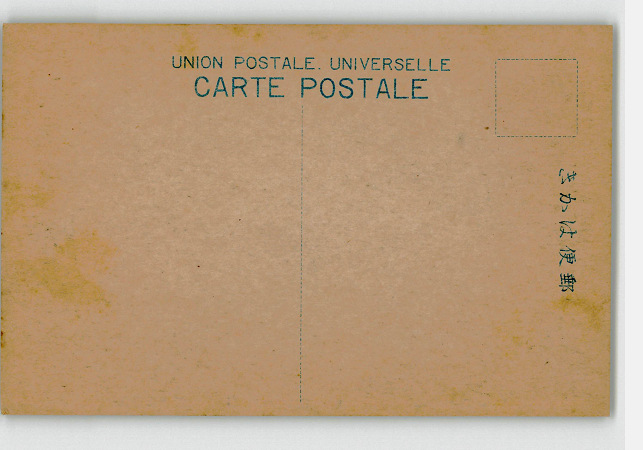 UNION POSTALE. UNIVERSELLE
CARTE POSTALE
きかは便郵